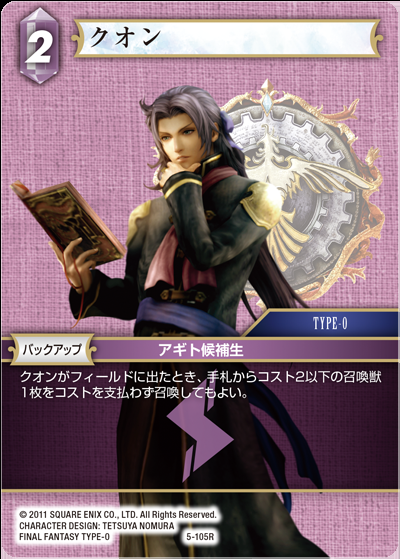 2
クオン
TYPE-0
バックアップ
アギト候補生
クオンがフィールドに出たとき、手札からコスト2以下の召喚獣
1枚をコストを支払わず召喚してもよい。
© 2011 SQUARE ENIX CO., LTD. All Rights Reserved.
CHARACTER DESIGN: TETSUYA NOMURA
FINAL FANTASY TYPE-0
5-105R